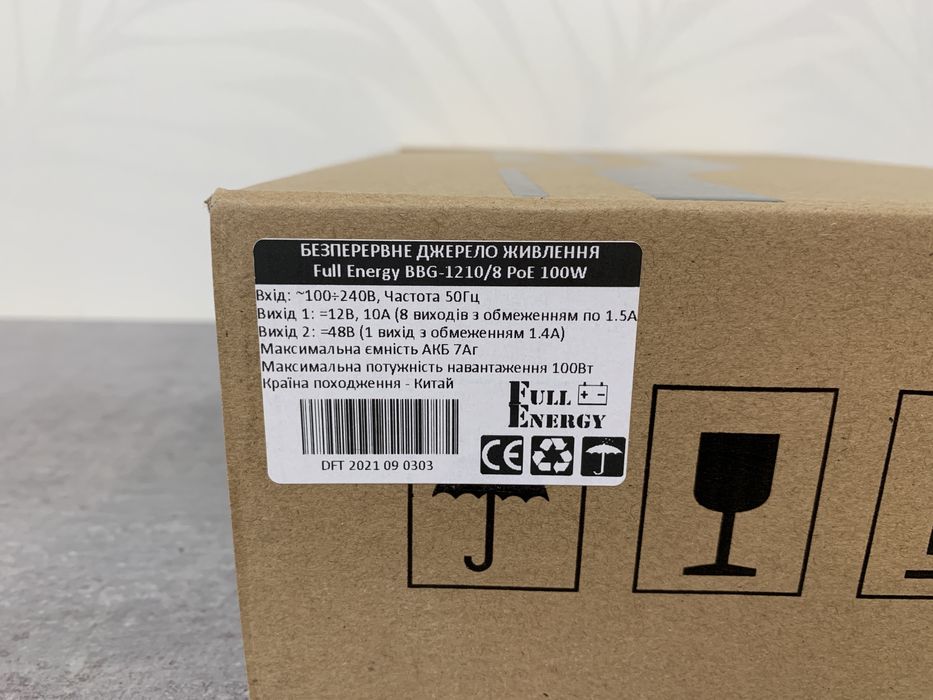 БЕЗПЕРЕРВНЕ ДЖЕРЕЛО ЖИВЛЕННЯ
Full Energy BBG-1210/8 PoE 100W
Вхід: ~100÷240В, Частота 50Гц
Вихід 1: =12В, 10А (8 виходів з обмеженням по 1.5А
Вихід 2: =48В (1 вихід з обмеженням 1.4А)
Максимальна ємність АКБ 7Аг
Максимальна потужність навантаження 100Вт
Країна походження - Китай
FULL
ENERGY
CE
DFT 2021 09 0303